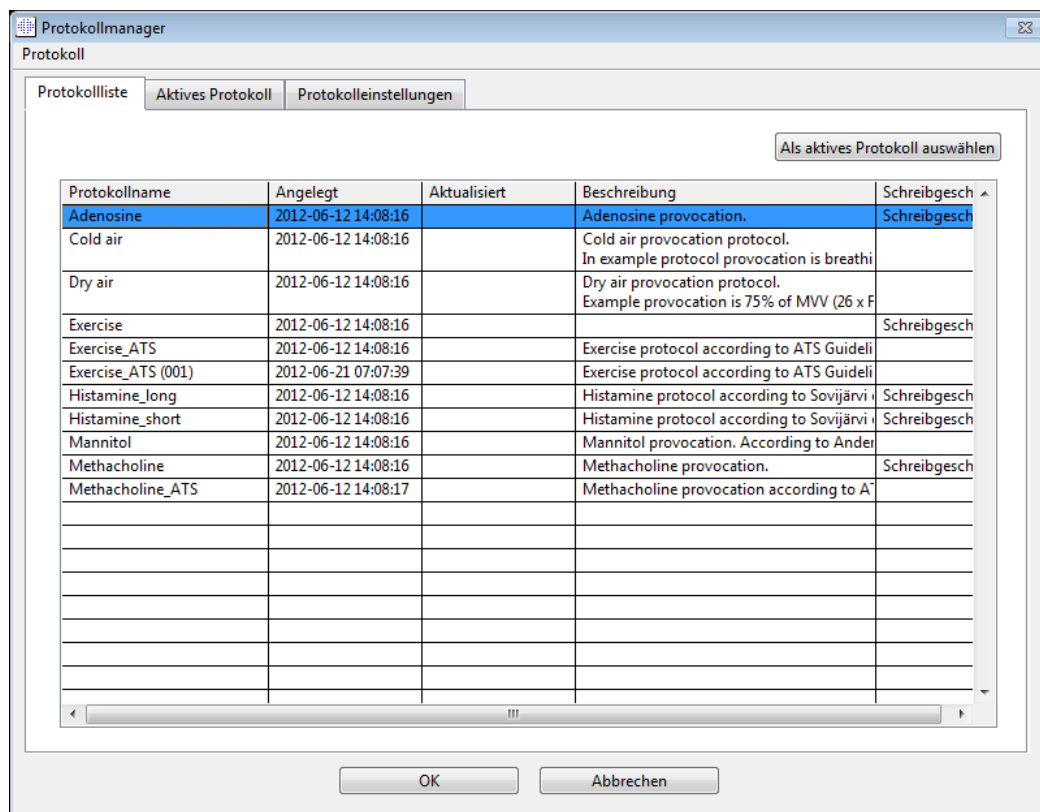 Protokollmanager
Protokoll
Protokollliste Aktives Protokoll Protokolleinstellungen
Als aktives Protokoll auswählen
Protokollname Angelegt Aktualisiert Beschreibung Schreibgesch
Adenosine 2012-06-12 14:08:16 Adenosine provocation. Schreibgesch
Cold air 2012-06-12 14:08:16 Cold air provocation protocol.
In example protocol provocation is breathi
Dry air 2012-06-12 14:08:16 Dry air provocation protocol.
Example provocation is 75% of MVV (26 x F
Exercise 2012-06-12 14:08:16 Schreibgesch
Exercise_ATS 2012-06-12 14:08:16 Exercise protocol according to ATS Guideli
Exercise_ATS (001) 2012-06-21 07:07:39 Exercise protocol according to ATS Guideli
Histamine_long 2012-06-12 14:08:16 Histamine protocol according to Sovijärvi Schreibgesch
Histamine_short 2012-06-12 14:08:16 Histamine protocol according to Sovijärvi Schreibgesch
Mannitol 2012-06-12 14:08:16 Mannitol provocation. According to Ander
Methacholine 2012-06-12 14:08:16 Methacholine provocation. Schreibgesch
Methacholine_ATS 2012-06-12 14:08:17 Methacholine provocation according to AT
OK Abbrechen